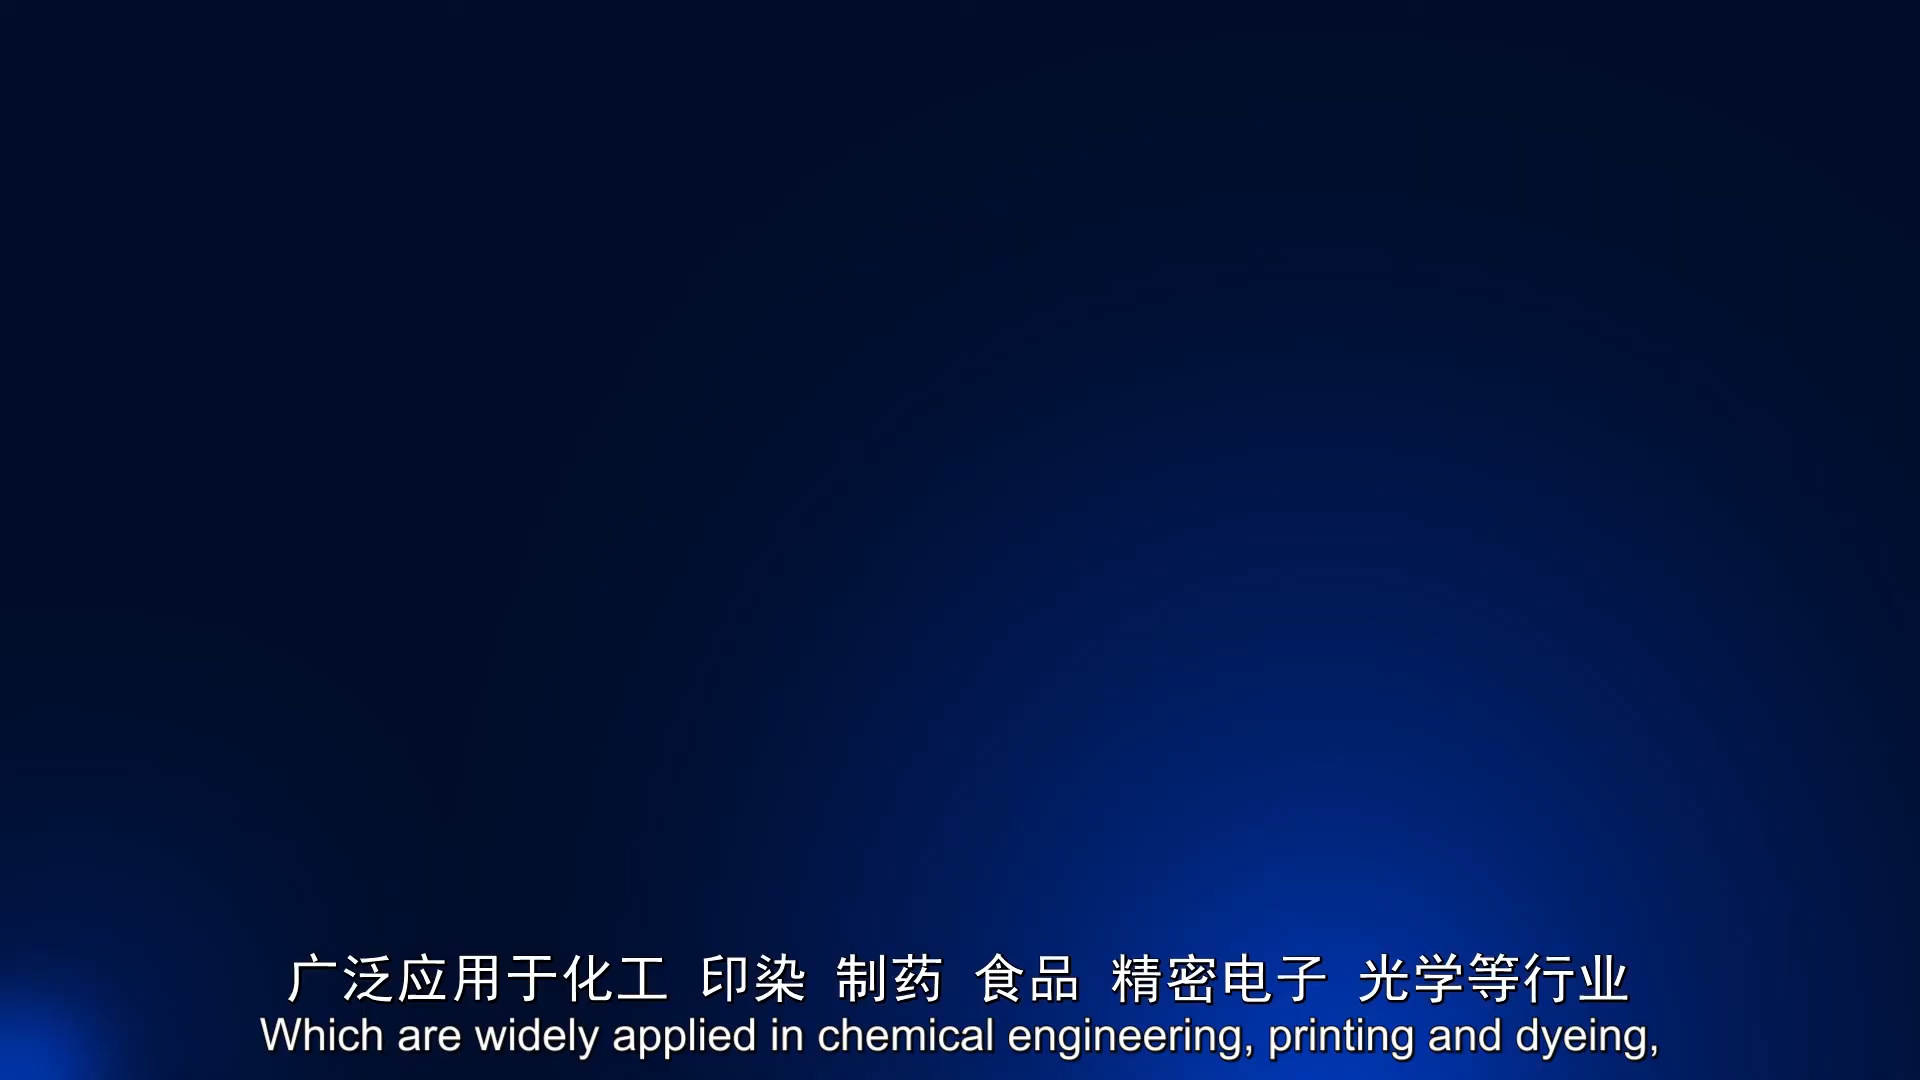 广泛应用于化工 印染 制药 食品 精密电子 光学等行业
Which are widely applied in chemical engineering, printing and dyeing,